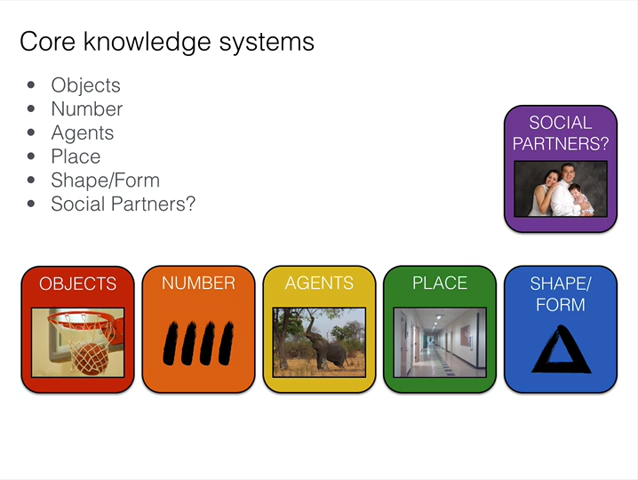 Core knowledge systems
• Objects
• Number
• Agents
• Place
• Shape/Form
• Social Partners?
SOCIAL
PARTNERS?
OBJECTS
NUMBER
AGENTS
PLACE
SHAPE/
FORM